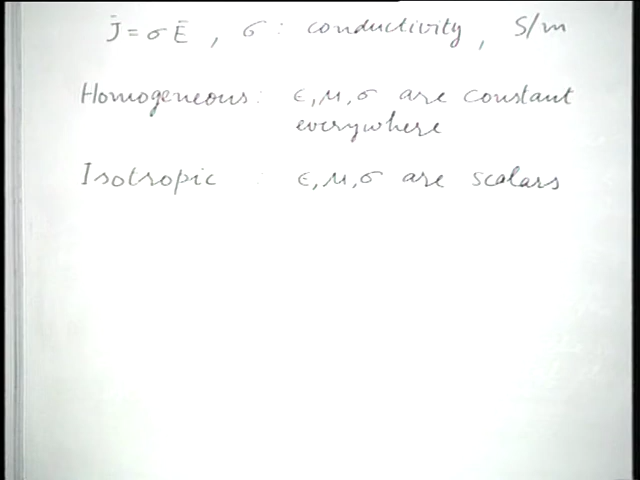 J̄ = σ Ē , σ : conductivity, S/m
Homogeneous : ϵ, μ, σ are constant
everywhere
Isotropic : ϵ, μ, σ are scalars